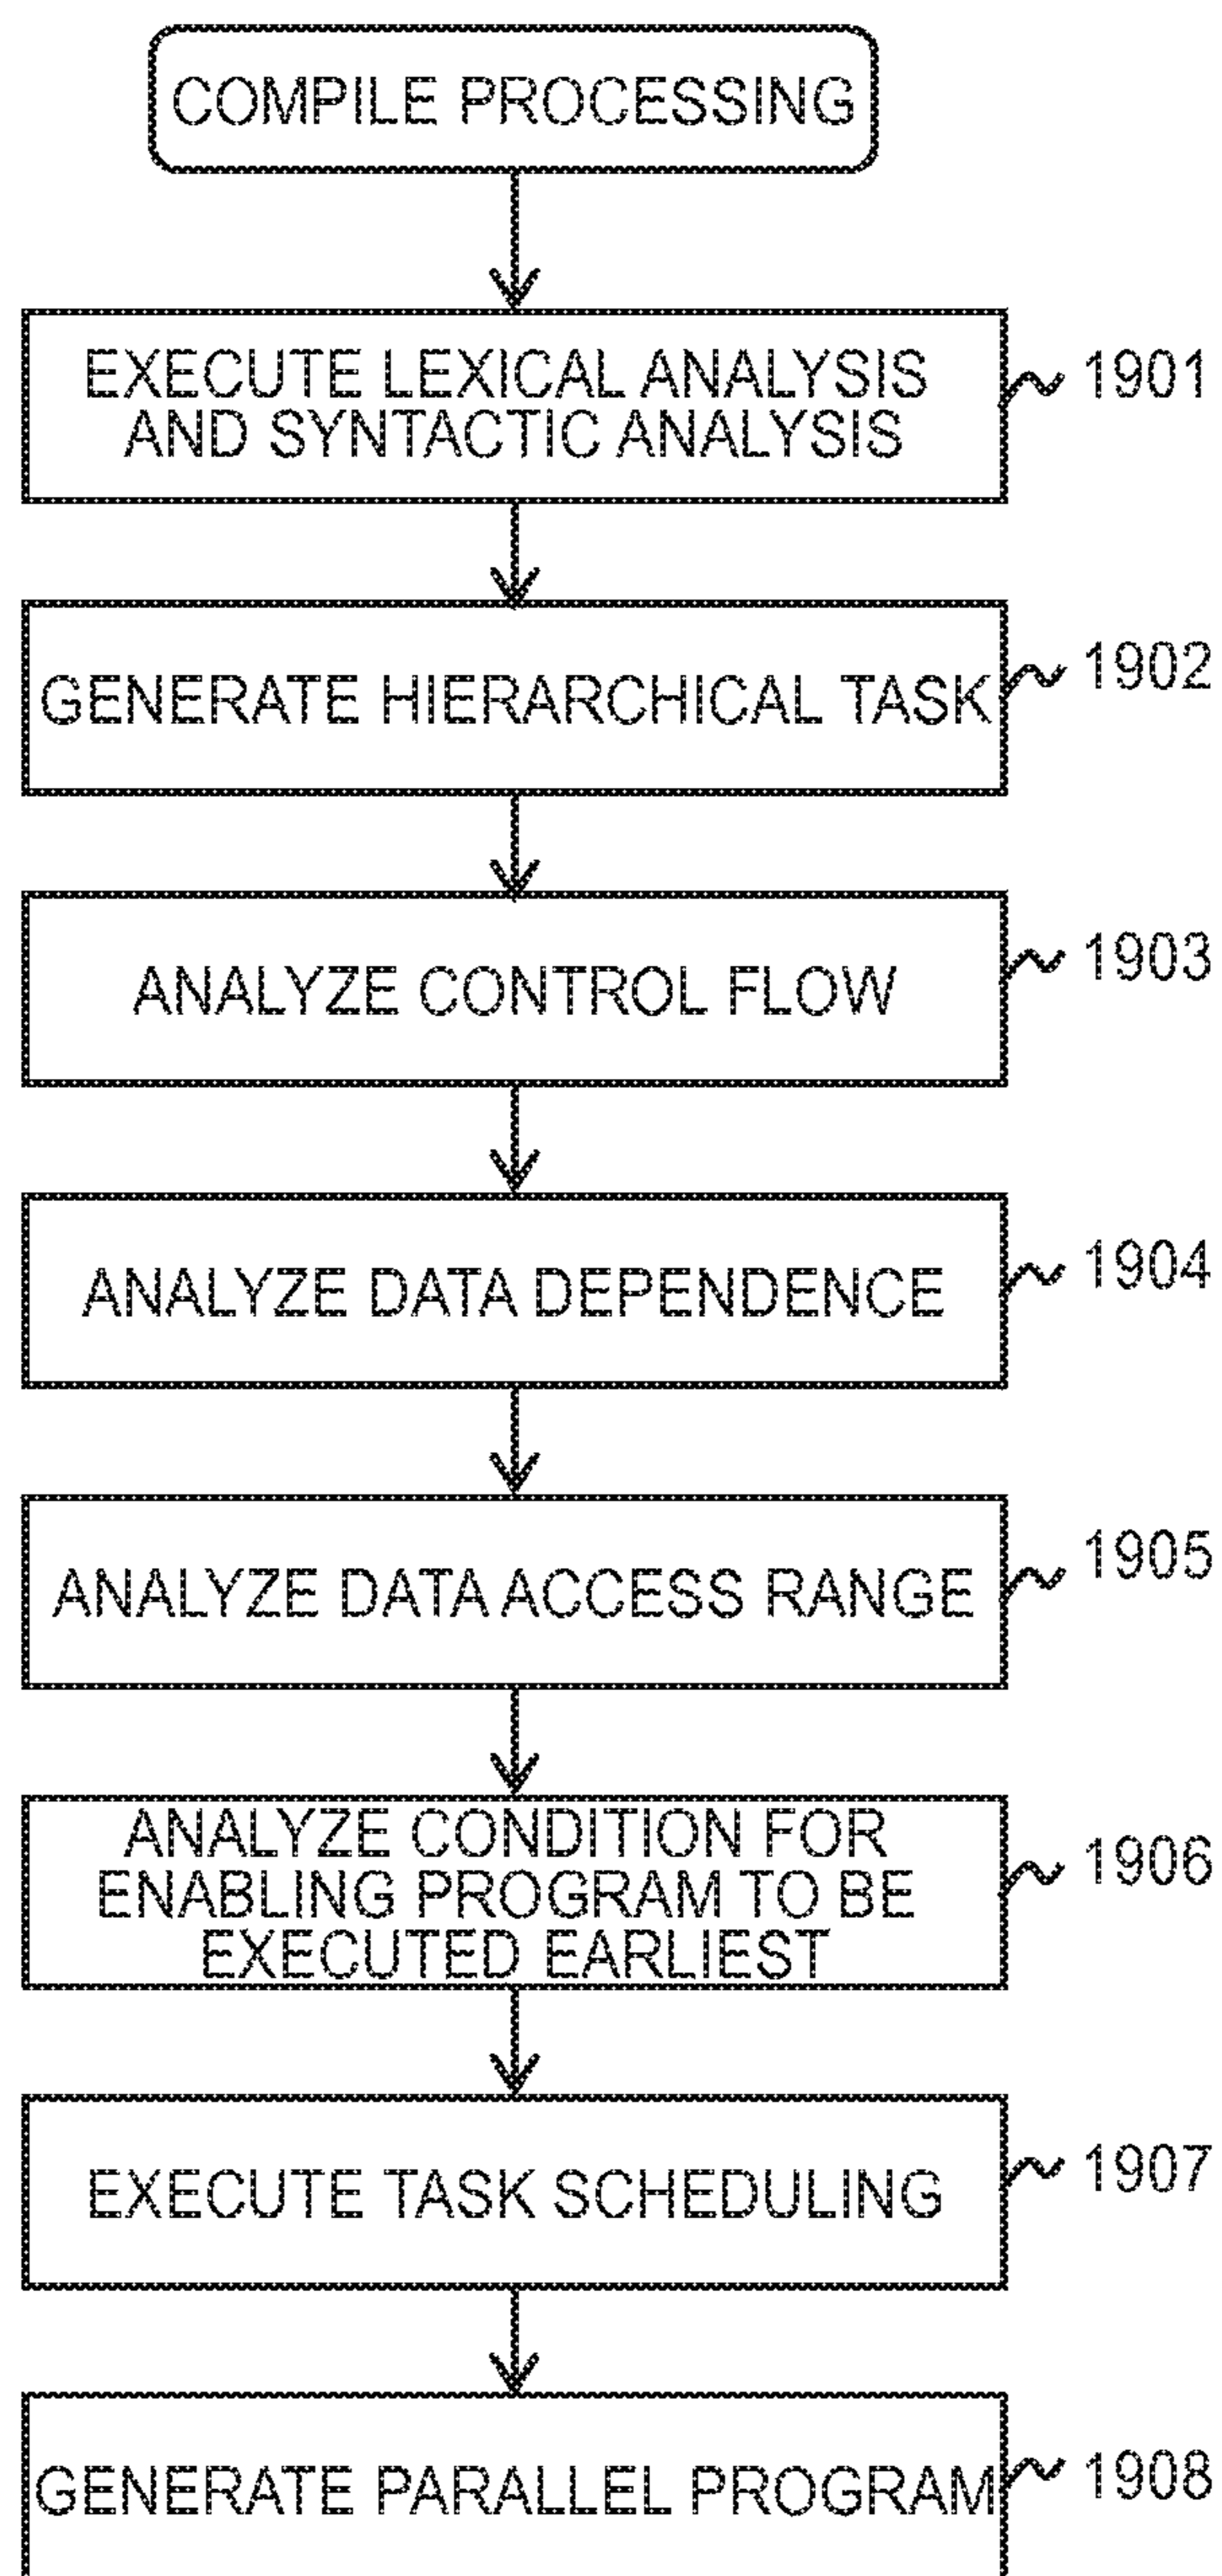 COMPILE PROCESSING
EXECUTE LEXICAL ANALYSIS
AND SYNTACTIC ANALYSIS
1901
GENERATE HIERARCHICAL TASK
1902
ANALYZE CONTROL FLOW
1903
ANALYZE DATA DEPENDENCE
1904
ANALYZE DATA ACCESS RANGE
1905
ANALYZE CONDITION FOR
ENABLING PROGRAM TO BE
EXECUTED EARLIEST
1906
EXECUTE TASK SCHEDULING
1907
GENERATE PARALLEL PROGRAM
1908